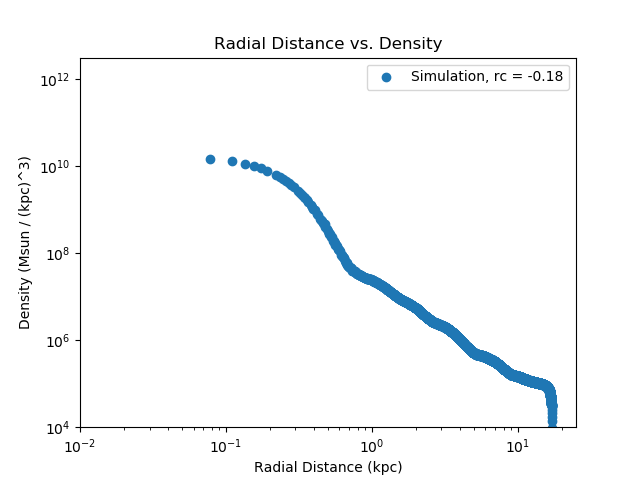 Radial Distance vs. Density
Simulation, rc = -0.18
Density (Msun / (kpc)^3)
10^12
10^10
10^8
10^6
10^4
10^-2
10^-1
10^0
10^1
Radial Distance (kpc)